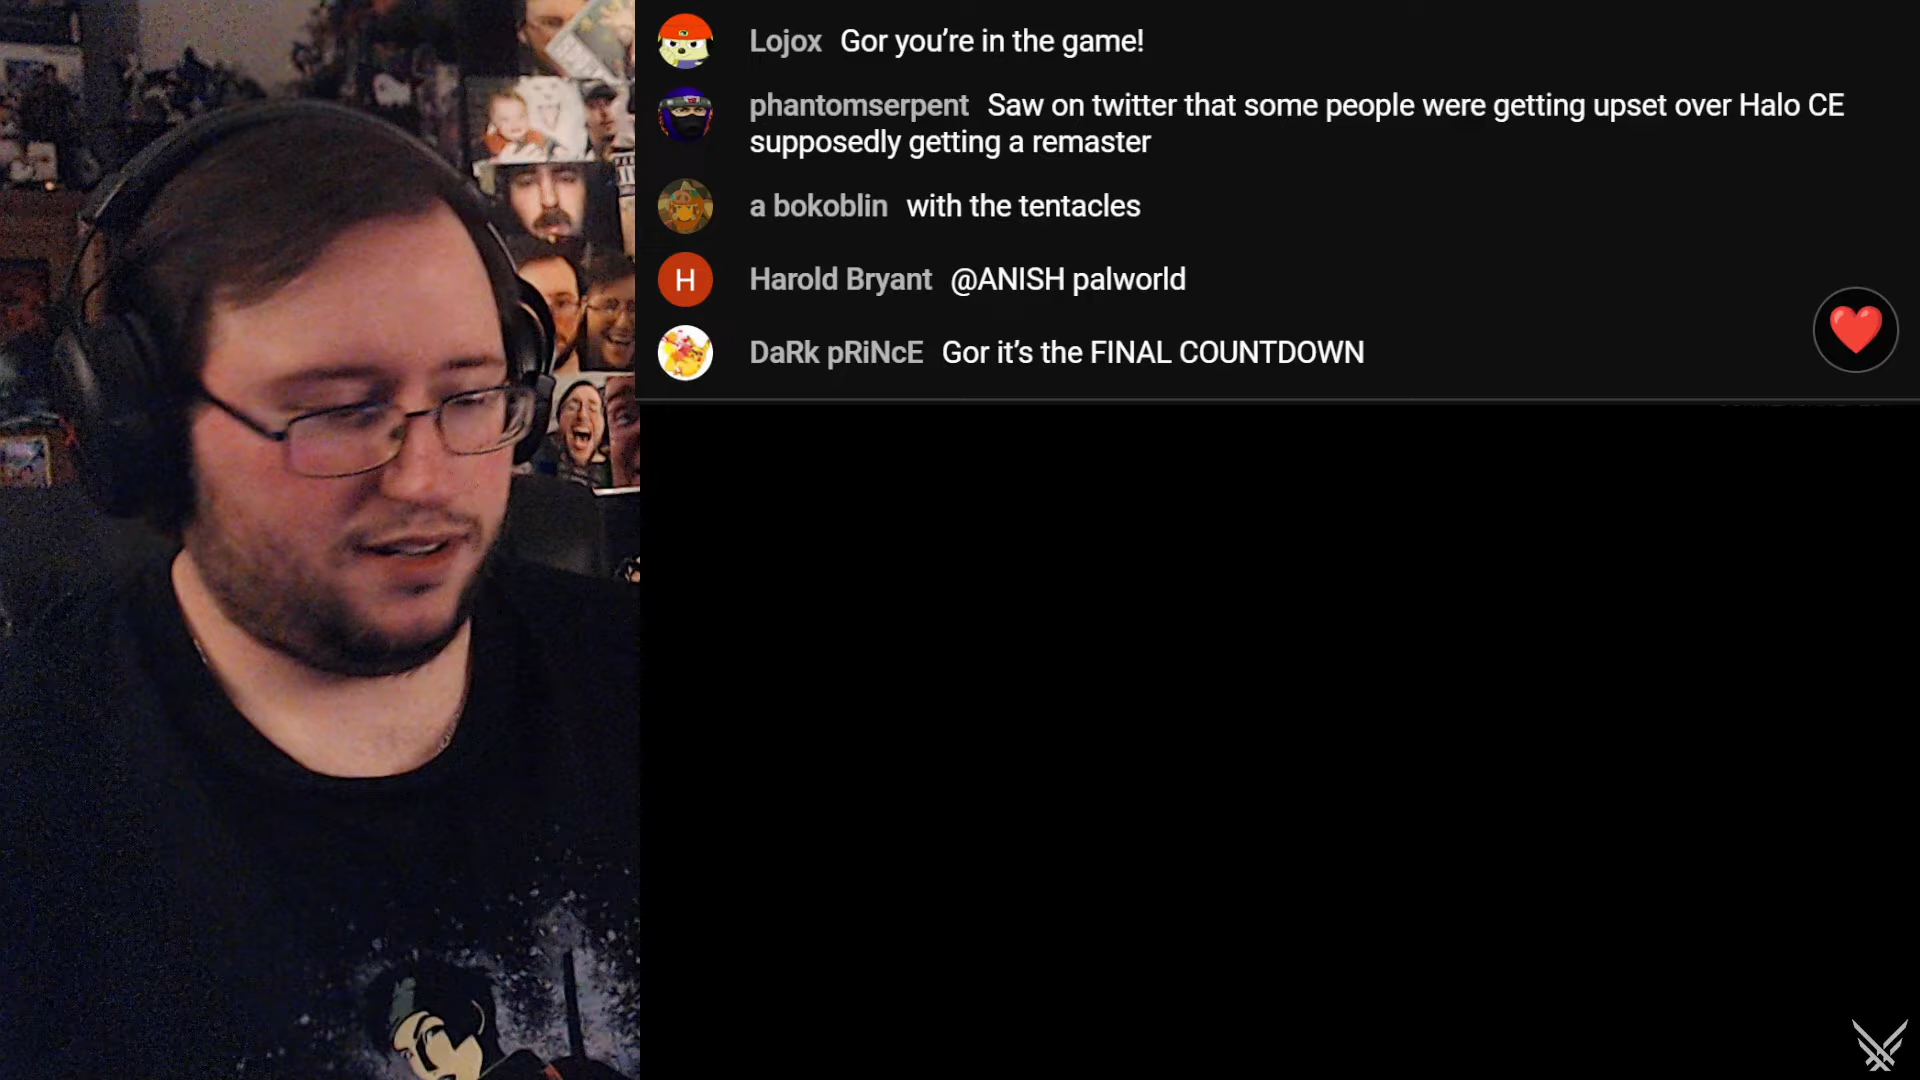 Lojox Gor you’re in the game!
phantomserpent Saw on twitter that some people were getting upset over Halo CE
supposedly getting a remaster
a bokoblin with the tentacles
H Harold Bryant @ANISH palworld
DaRk pRiNcE Gor it’s the FINAL COUNTDOWN